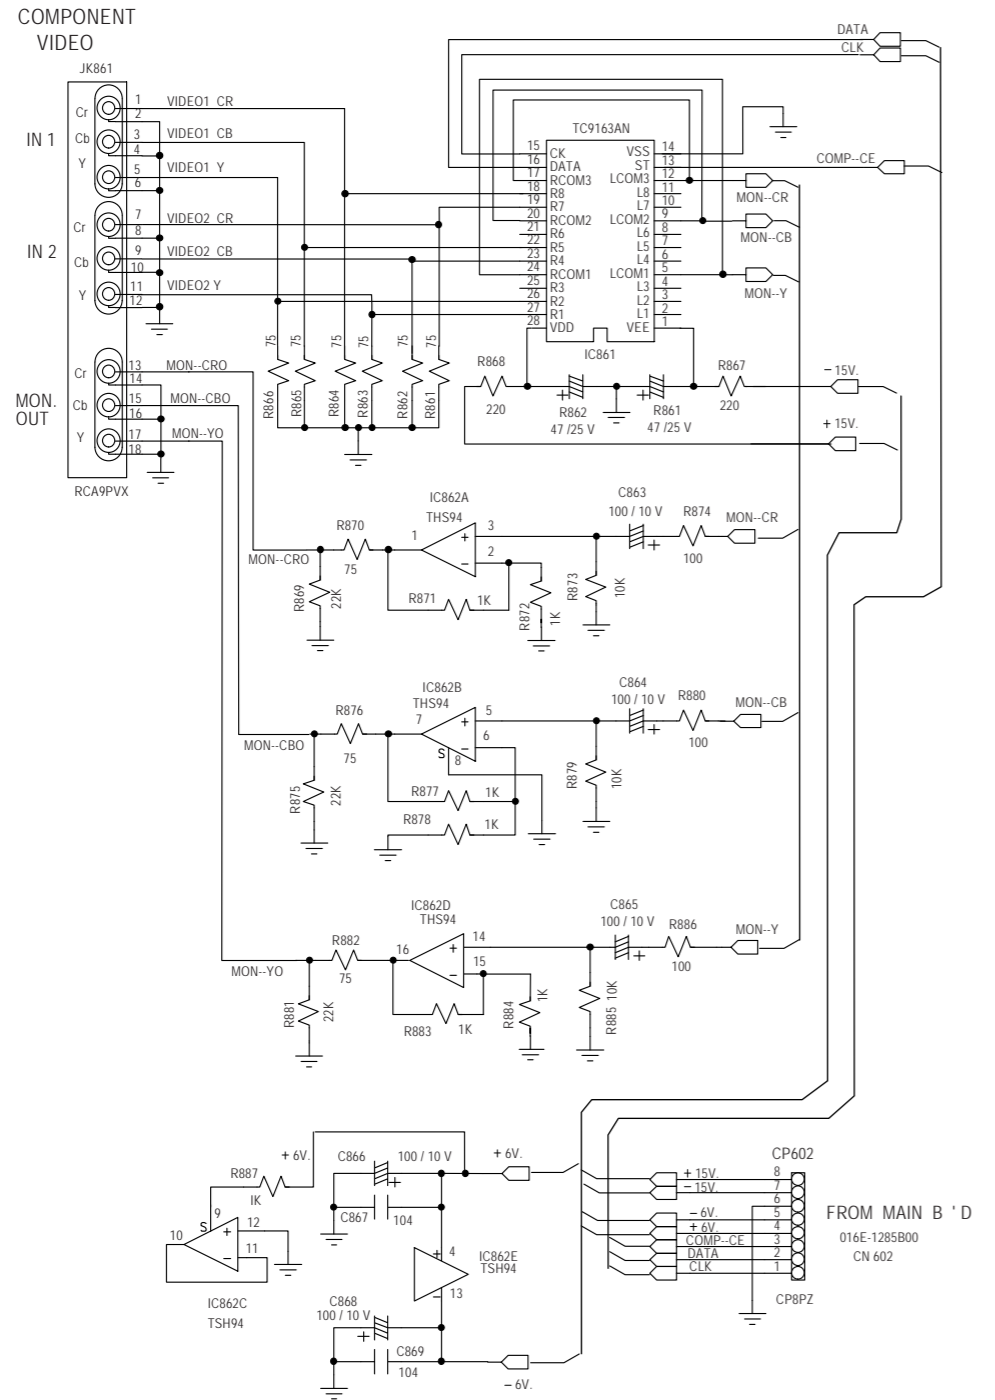 COMPONENT
VIDEO
JK861
IN 1
Cr
Cb
Y
1 VIDEO1 CR
2
3 VIDEO1 CB
4
5 VIDEO1 Y
6
IN 2
Cr
Cb
Y
7 VIDEO2 CR
8
9 VIDEO2 CB
10
11 VIDEO2 Y
12
MON.
OUT
Cr
Cb
Y
13 MON--CRO
14
15 MON--CBO
16
17 MON--YO
18
RCA9PVX
DATA
CLK
COMP--CE
TC9163AN
15 CK
16 DATA
17 RCOM3
18 R8
19 R7
20 RCOM2
21 R6
22 R5
23 R4
24 RCOM1
25 R3
26 R2
27 R1
28 VDD
VSS 14
ST 13
LCOM3 12
L8 11
L7 10
LCOM2 9
L6 8
L5 7
L4 6
LCOM1 5
L3 4
L2 3
L1 2
VEE 1
IC861
MON--CR
MON--CB
MON--Y
75 75 75 75 75 75
R866 R865 R864 R863 R862 R861
R868
220
+
R862
47 /25 V
+
R861
47 /25 V
R867
220
– 15V.
+ 15V.
IC862A
THS94
1
3
2
+
–
R870
75
MON--CRO
R869
22K
R871
1K
R872
1K
R873
10K
C863
100 / 10 V
+
R874
100
MON--CR
IC862B
THS94
7
5
6
+
–
S 8
R876
75
MON--CBO
R875
22K
R877
1K
R878
1K
R879
10K
C864
100 / 10 V
+
R880
100
MON--CB
IC862D
THS94
16
14
15
+
–
R882
75
MON--YO
R881
22K
R883
1K
R884
1K
R885
10K
C865
100 / 10 V
+
R886
100
MON--Y
+ 6V.
R887
IK
S 9
10
12
11
+
–
IC862C
TSH94
C866
100 / 10 V
+
C867
104
+ 6V.
+ 4
IC862E
TSH94
– 13
C868
100 / 10 V
+
C869
104
– 6V.
CP602
+ 15V. 8
– 15V. 7
6
– 6V. 5
+ 6V. 4
COMP--CE 3
DATA 2
CLK 1
CP8PZ
FROM MAIN B ' D
016E-1285B00
CN 602